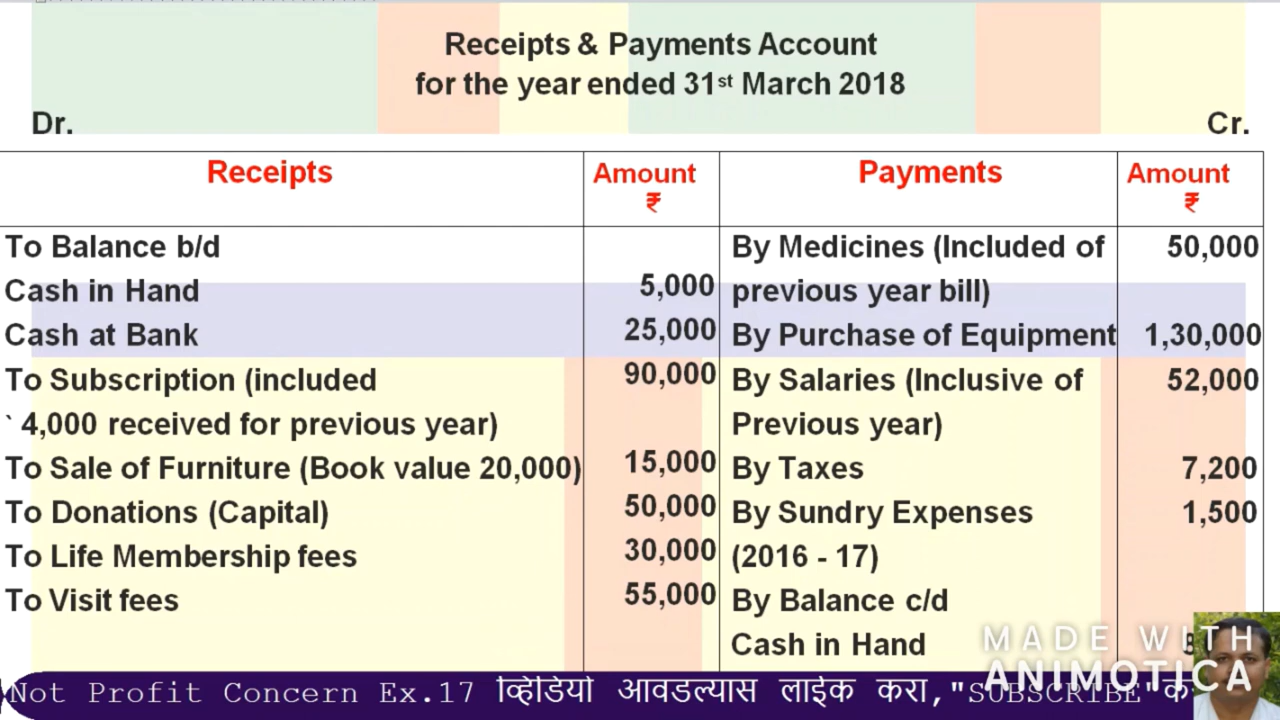 Receipts & Payments Account
for the year ended 31st March 2018
Dr. Cr.
Receipts Amount Payments Amount
₹ ₹
To Balance b/d By Medicines (Included of 50,000
Cash in Hand 5,000 previous year bill)
Cash at Bank 25,000 By Purchase of Equipment 1,30,000
To Subscription (included 90,000 By Salaries (Inclusive of 52,000
` 4,000 received for previous year) Previous year)
To Sale of Furniture (Book value 20,000) 15,000 By Taxes 7,200
To Donations (Capital) 50,000 By Sundry Expenses 1,500
To Life Membership fees 30,000 (2016 - 17)
To Visit fees 55,000 By Balance c/d
Cash in Hand
MADE WITH
ANIMOTICA
Not Profit Concern Ex.17 व्हिडियो आवडल्यास लाईक करा,"SUBSCRIBE"